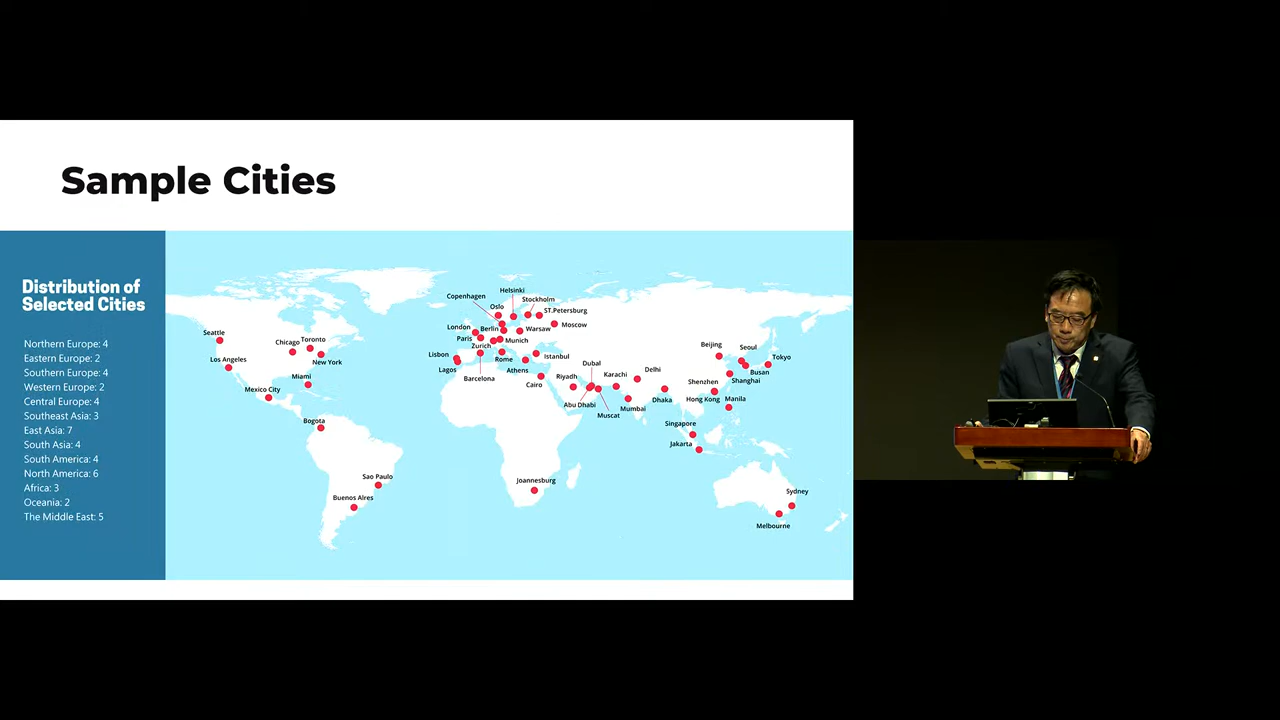 Sample Cities
Distribution of
Selected Cities
Northern Europe: 4
Eastern Europe: 2
Southern Europe: 4
Western Europe: 2
Central Europe: 4
Southeast Asia: 3
East Asia: 7
South Asia: 4
South America: 4
North America: 6
Africa: 3
Oceania: 2
The Middle East: 5
Seattle
Los Angeles
Chicago
Toronto
New York
Miami
Mexico City
Bogota
Sao Paulo
Buenos AIres
Copenhagen
Helsinki
Oslo
Stockholm
ST.Petersburg
London
Berlin
Warsaw
Moscow
Paris
Zurich
Munich
Lisbon
Rome
Istanbul
Lagos
Barcelona
Athens
Cairo
Riyadh
DubaI
Abu Dhabi
Muscat
Karachi
Delhi
Mumbai
Dhaka
Joannesburg
Beijing
Seoul
Tokyo
Busan
Shanghai
Shenzhen
Hong Kong
Manila
Singapore
Jakarta
Sydney
Melbourne